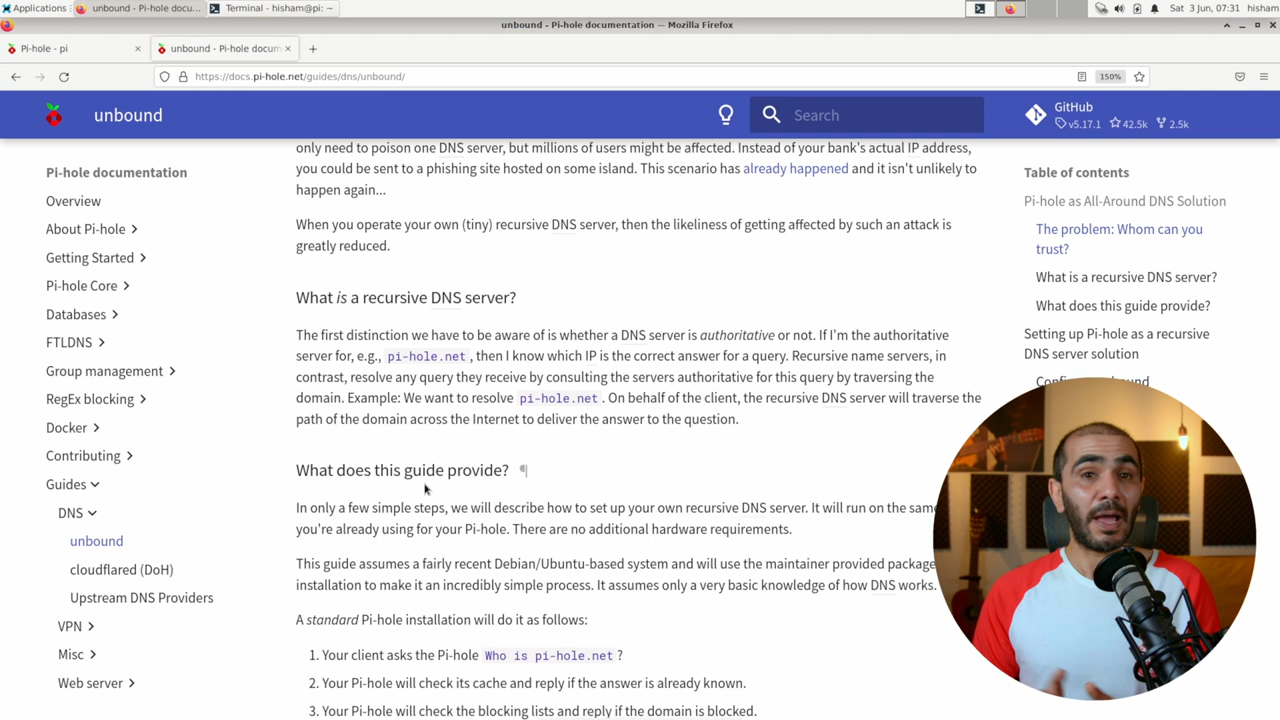 Applications
unbound - Pi-hole docu...
Terminal - hisham@pi: ~
Sat 3 Jun, 07:31 hisham
unbound - Pi-hole documentation — Mozilla Firefox
Pi-hole - pi
unbound - Pi-hole docum
https://docs.pi-hole.net/guides/dns/unbound/
150%
unbound
Search
GitHub
v5.17.1 42.5k 2.5k
Pi-hole documentation
Overview
About Pi-hole
Getting Started
Pi-hole Core
Databases
FTLDNS
Group management
RegEx blocking
Docker
Contributing
Guides
DNS
unbound
cloudflared (DoH)
Upstream DNS Providers
VPN
Misc
Web server
only need to poison one DNS server, but millions of users might be affected. Instead of your bank's actual IP address,
you could be sent to a phishing site hosted on some island. This scenario has already happened and it isn't unlikely to
happen again...
When you operate your own (tiny) recursive DNS server, then the likeliness of getting affected by such an attack is
greatly reduced.
What is a recursive DNS server?
The first distinction we have to be aware of is whether a DNS server is authoritative or not. If I'm the authoritative
server for, e.g., pi-hole.net, then I know which IP is the correct answer for a query. Recursive name servers, in
contrast, resolve any query they receive by consulting the servers authoritative for this query by traversing the
domain. Example: We want to resolve pi-hole.net. On behalf of the client, the recursive DNS server will traverse the
path of the domain across the Internet to deliver the answer to the question.
What does this guide provide? ¶
In only a few simple steps, we will describe how to set up your own recursive DNS server. It will run on the same
you're already using for your Pi-hole. There are no additional hardware requirements.
This guide assumes a fairly recent Debian/Ubuntu-based system and will use the maintainer provided package
installation to make it an incredibly simple process. It assumes only a very basic knowledge of how DNS works.
A standard Pi-hole installation will do it as follows:
1. Your client asks the Pi-hole Who is pi-hole.net?
2. Your Pi-hole will check its cache and reply if the answer is already known.
3. Your Pi-hole will check the blocking lists and reply if the domain is blocked.
Table of contents
Pi-hole as All-Around DNS Solution
The problem: Whom can you
trust?
What is a recursive DNS server?
What does this guide provide?
Setting up Pi-hole as a recursive
DNS server solution